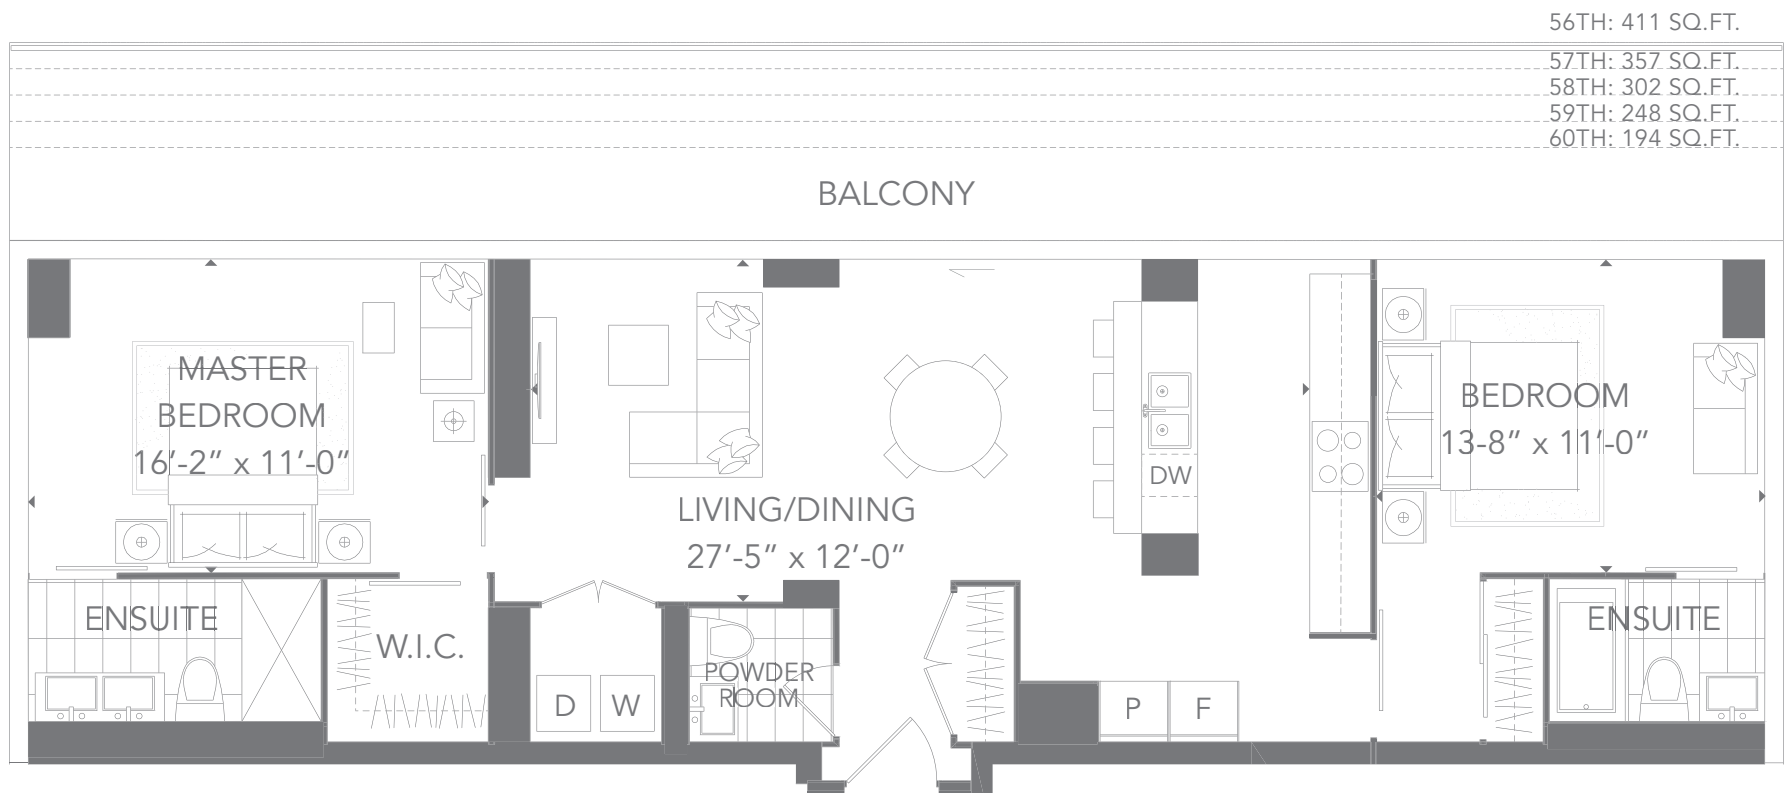 56TH: 411 SQ.FT.
57TH: 357 SQ.FT.
58TH: 302 SQ.FT.
59TH: 248 SQ.FT.
60TH: 194 SQ.FT.
BALCONY
MASTER
BEDROOM
16'-2" x 11'-0"
LIVING/DINING
27'-5" x 12'-0"
DW
BEDROOM
13-8" x 11'-0"
ENSUITE
W.I.C.
D
W
POWDER
ROOM
P
F
ENSUITE